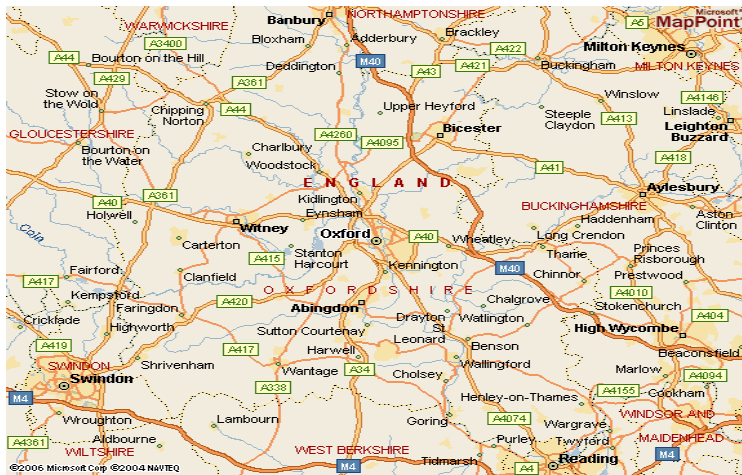 Banbury
NORTHAMPTONSHIRE
Microsoft
MapPoint
WARWICKSHIRE
A3400
Bloxham
Adderbury
Brackley
A5
A44
Bourton on the Hill
A422
Milton Keynes
Deddington
M40
A43
A421
Buckingham
MILTON KEYNES
A429
A361
Stow on
the Wold
Chipping
Norton
A44
Upper Heyford
Winslow
A4146
Steeple
Claydon
A413
Linslade
Leighton
Buzzard
GLOUCESTERSHIRE
A4260
A4095
Bicester
Bourton on
the Water
Charlbury
Woodstock
A41
A418
ENGLAND
A361
Aylesbury
A40
Kidlington
BUCKINGHAMSHIRE
Holwell
Eynsham
Haddenham
Aston
Clinton
Witney
Oxford
A40
Wheatley
Long Crendon
Coln
Carterton
A415
Stanton
Harcourt
Thame
Princes
Risborough
Fairford
Kennington
M40
Chinnor
Prestwood
A417
Clanfield
Kempsford
OXFORDSHIRE
A4010
Faringdon
A420
Abingdon
Chalgrove
Stokenchurch
Cricklade
Highworth
Drayton
St.
Leonard
Watlington
A404
Sutton Courtenay
High Wycombe
A419
A417
Harwell
Benson
Beaconsfield
SWINDON
Shrivenham
Wantage
A34
Wallingford
Swindon
A338
Cholsey
Marlow
A4094
M4
Henley-on-Thames
A4155
Cookham
Wroughton
Lambourn
Goring
A4074
Wargrave
WINDSOR AND
MAIDENHEAD
A4361
Aldbourne
Purley
Twyford
WILTSHIRE
WEST BERKSHIRE
M4
Tidmarsh
A4
Reading
M4
©2006 Microsoft Corp ©2004 NAVTEQ